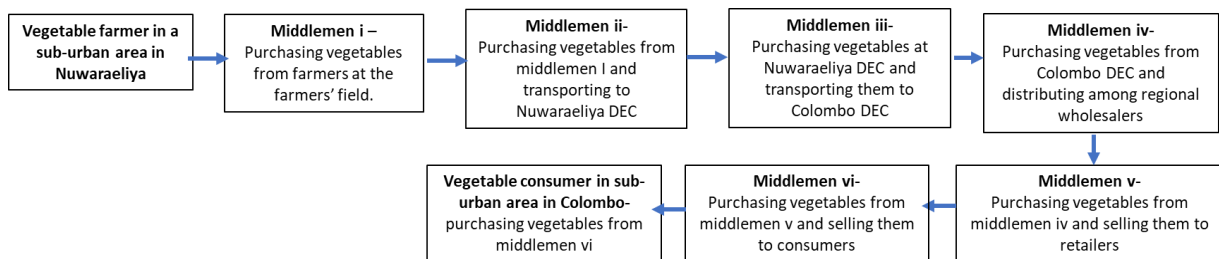 Vegetable farmer in a
sub-urban area in
Nuwaraeliya
Middlemen i –
Purchasing vegetables
from farmers at the
farmers’ field.
Middlemen ii-
Purchasing vegetables from
middlemen I and
transporting to
Nuwaraeliya DEC
Middlemen iii-
Purchasing vegetables at
Nuwaraeliya DEC and
transporting them to
Colombo DEC
Middlemen iv-
Purchasing vegetables from
Colombo DEC and
distributing among regional
wholesalers
Middlemen v-
Purchasing vegetables from
middlemen iv and selling them to
retailers
Middlemen vi-
Purchasing vegetables from
middlemen v and selling them
to consumers
Vegetable consumer in sub-
urban area in Colombo-
purchasing vegetables from
middlemen vi